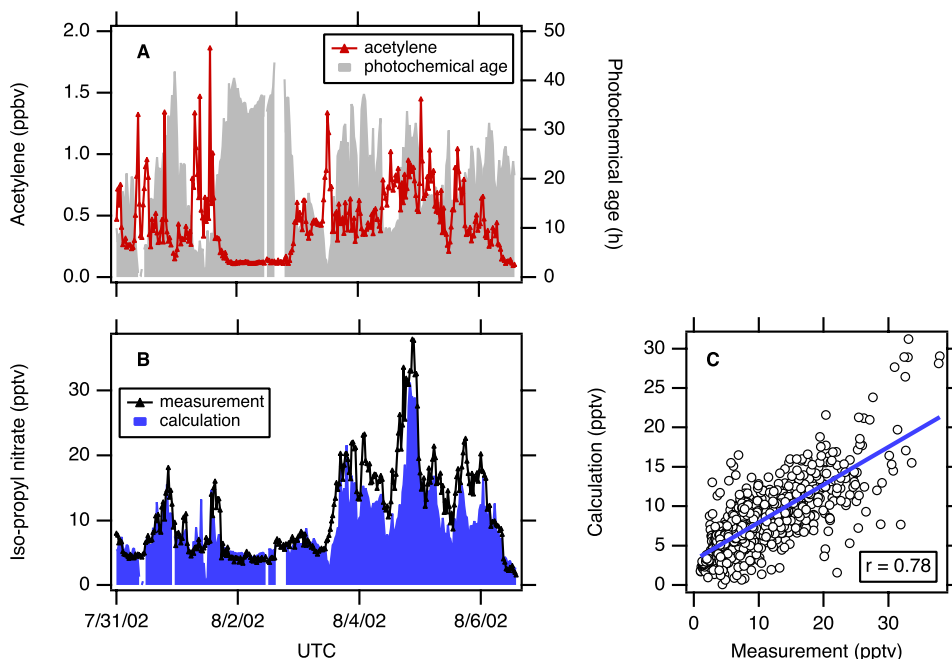 2.0
1.5
1.0
0.5
0.0
Acetylene (ppbv)
A
acetylene
photochemical age
50
40
30
20
10
0
Photochemical age (h)
30
20
10
0
Iso-propyl nitrate (pptv)
B
measurement
calculation
7/31/02
8/2/02
8/4/02
8/6/02
UTC
30
25
20
15
10
5
0
Calculation (pptv)
C
r = 0.78
0
10
20
30
Measurement (pptv)